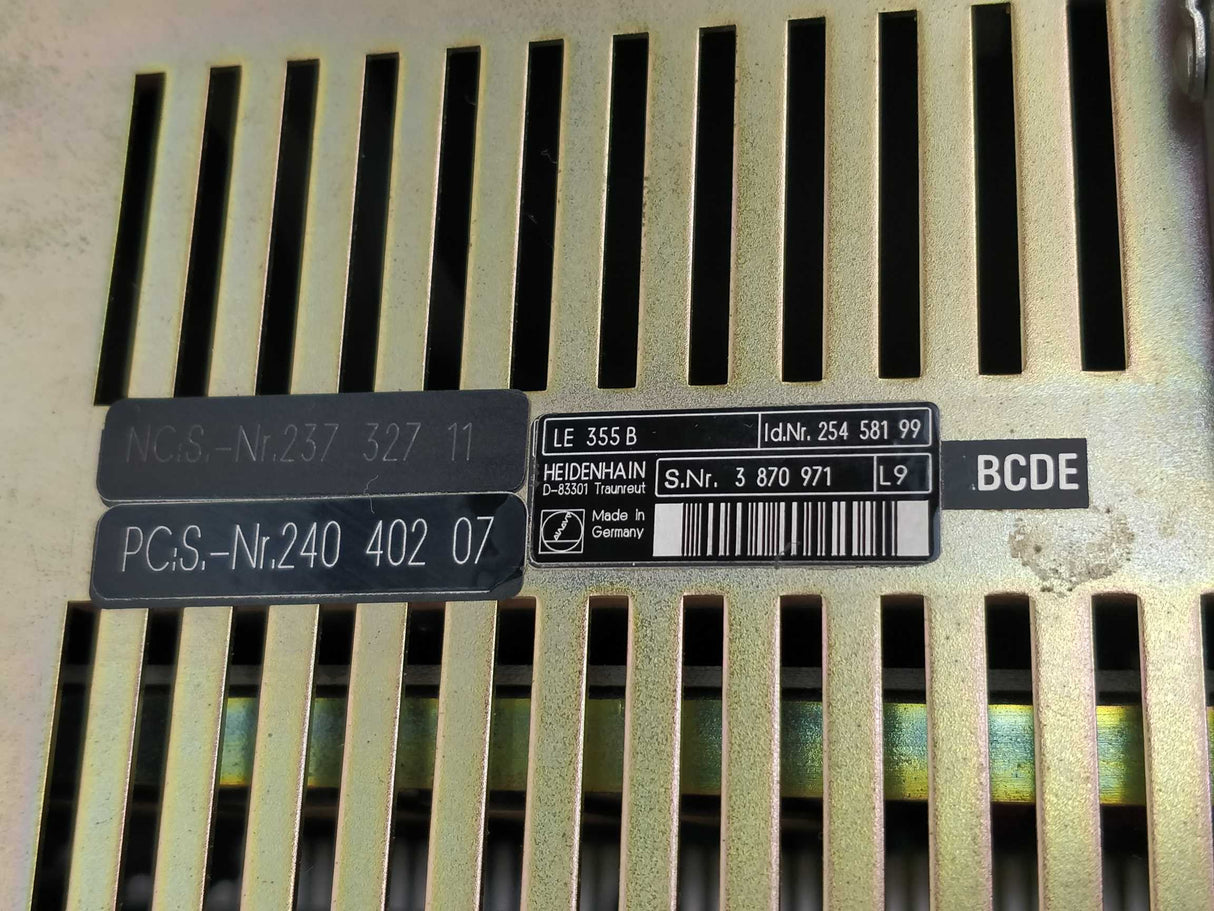 NC:S.-Nr.237 327 11
PC:S.-Nr.240 402 07
LE 355 B
Id.Nr. 254 581 99
HEIDENHAIN
D-83301 Traunreut
S.Nr. 3 870 971
L9
Made in
Germany
BCDE